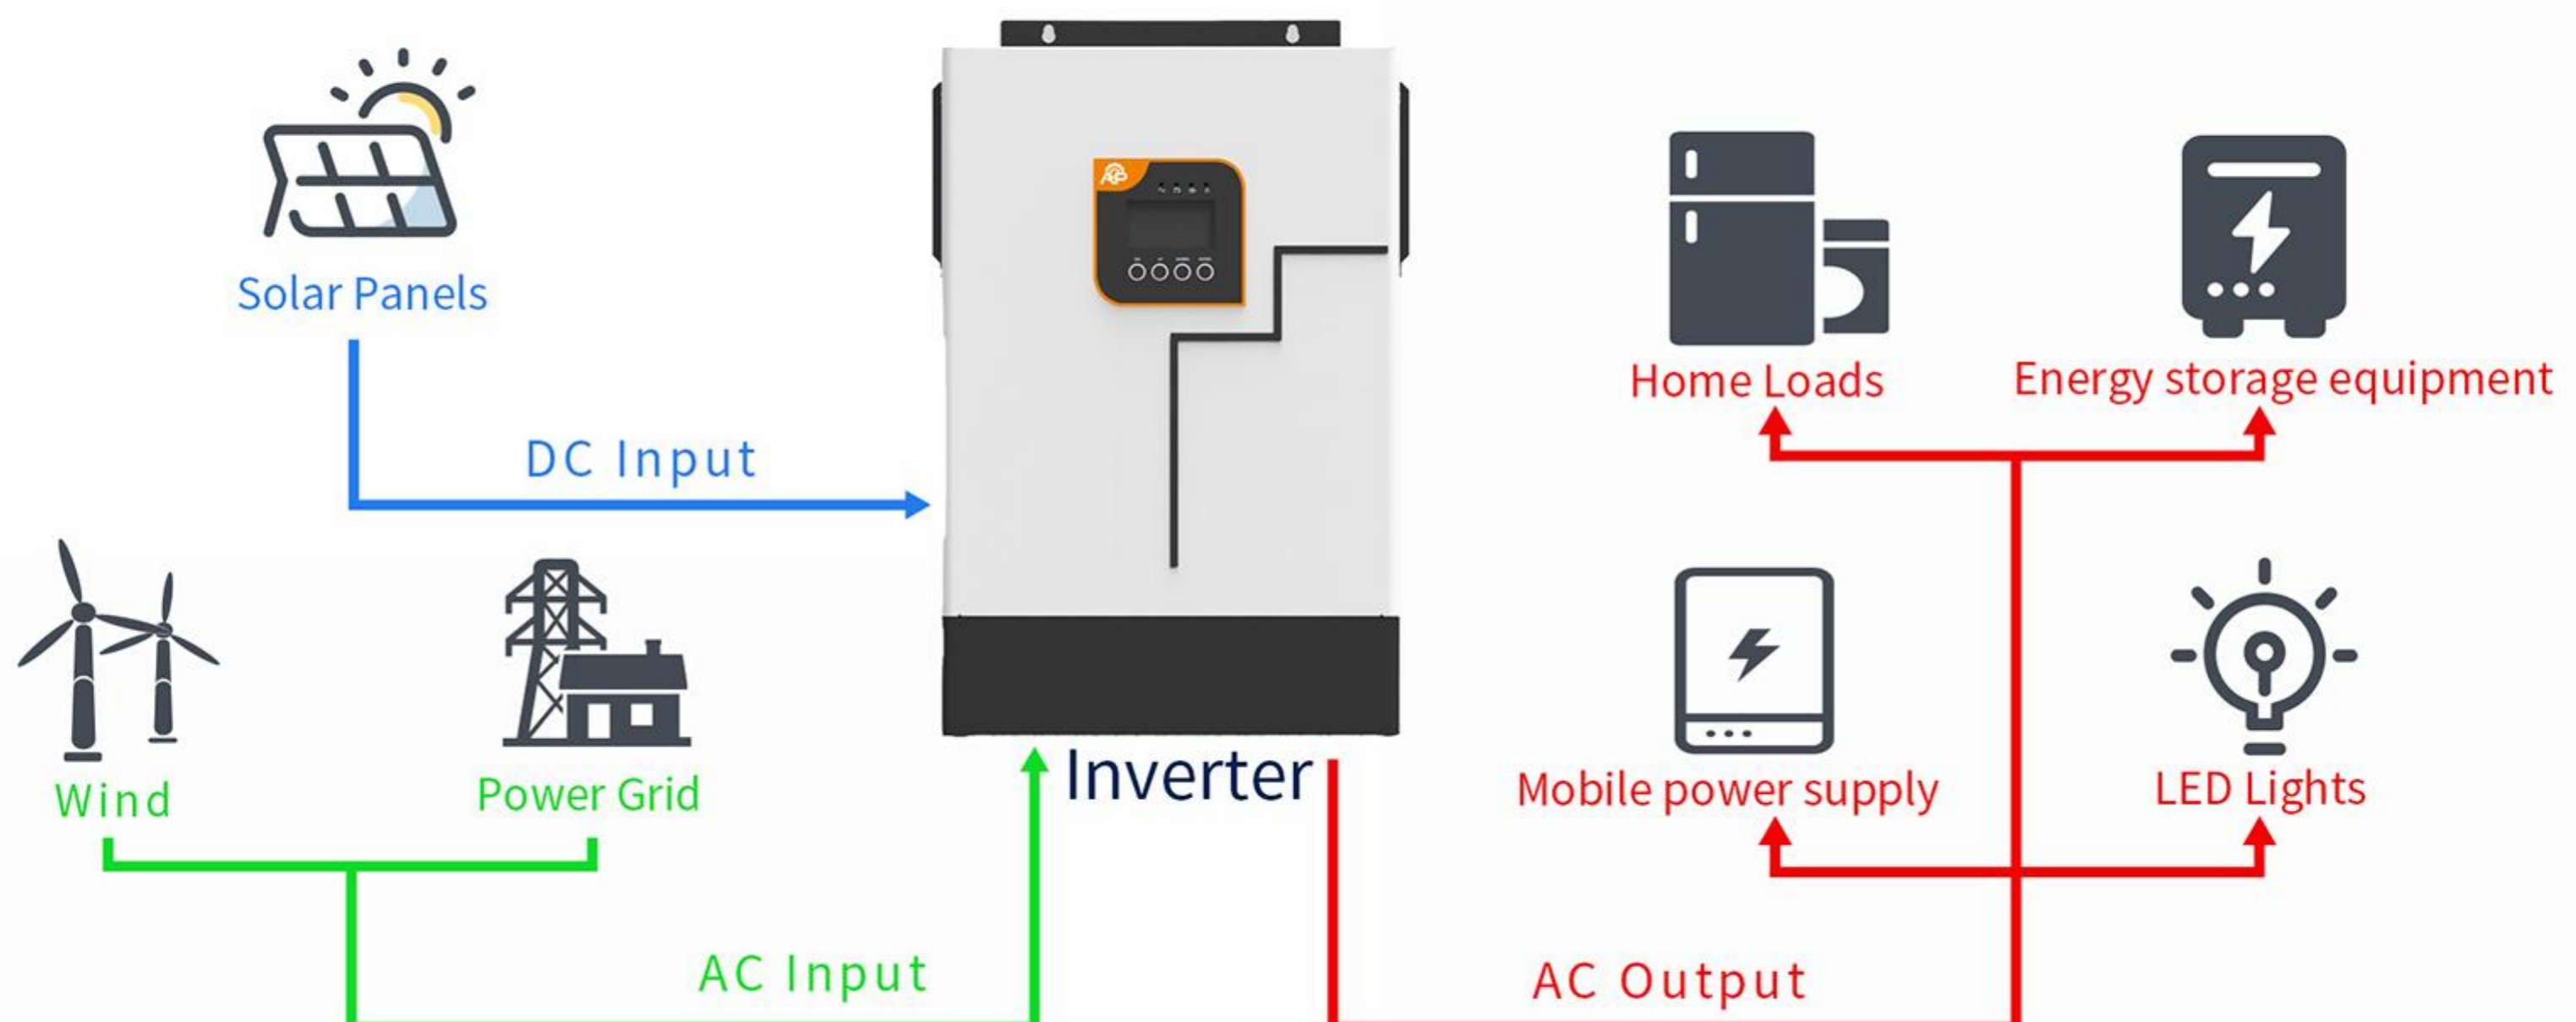 Solar Panels
DC Input
Wind
Power Grid
AC Input
Inverter
Home Loads
Energy storage equipment
Mobile power supply
LED Lights
AC Output